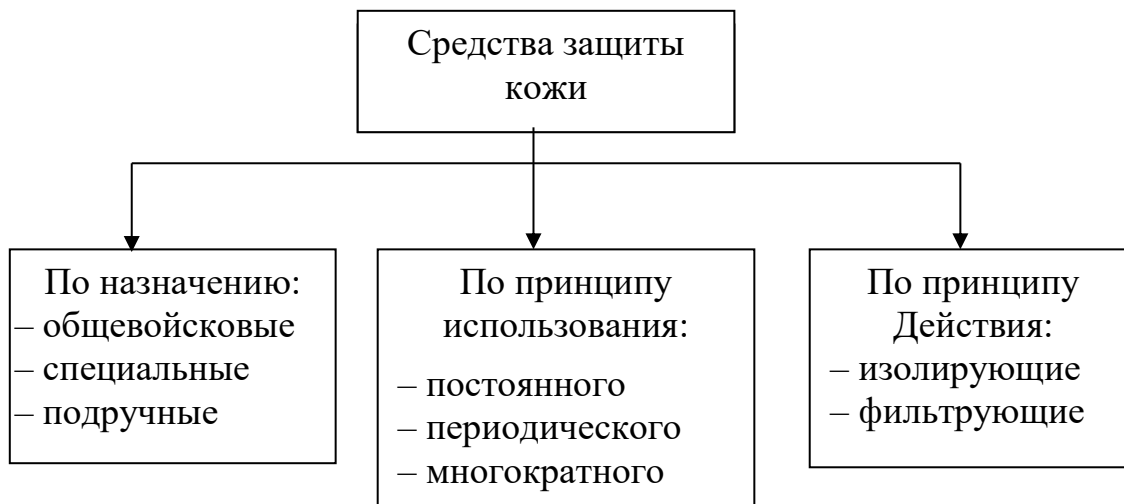 Средства защиты
кожи
По назначению:
– общевойсковые
– специальные
– подручные
По принципу
использования:
– постоянного
– периодического
– многократного
По принципу
Действия:
– изолирующие
– фильтрующие